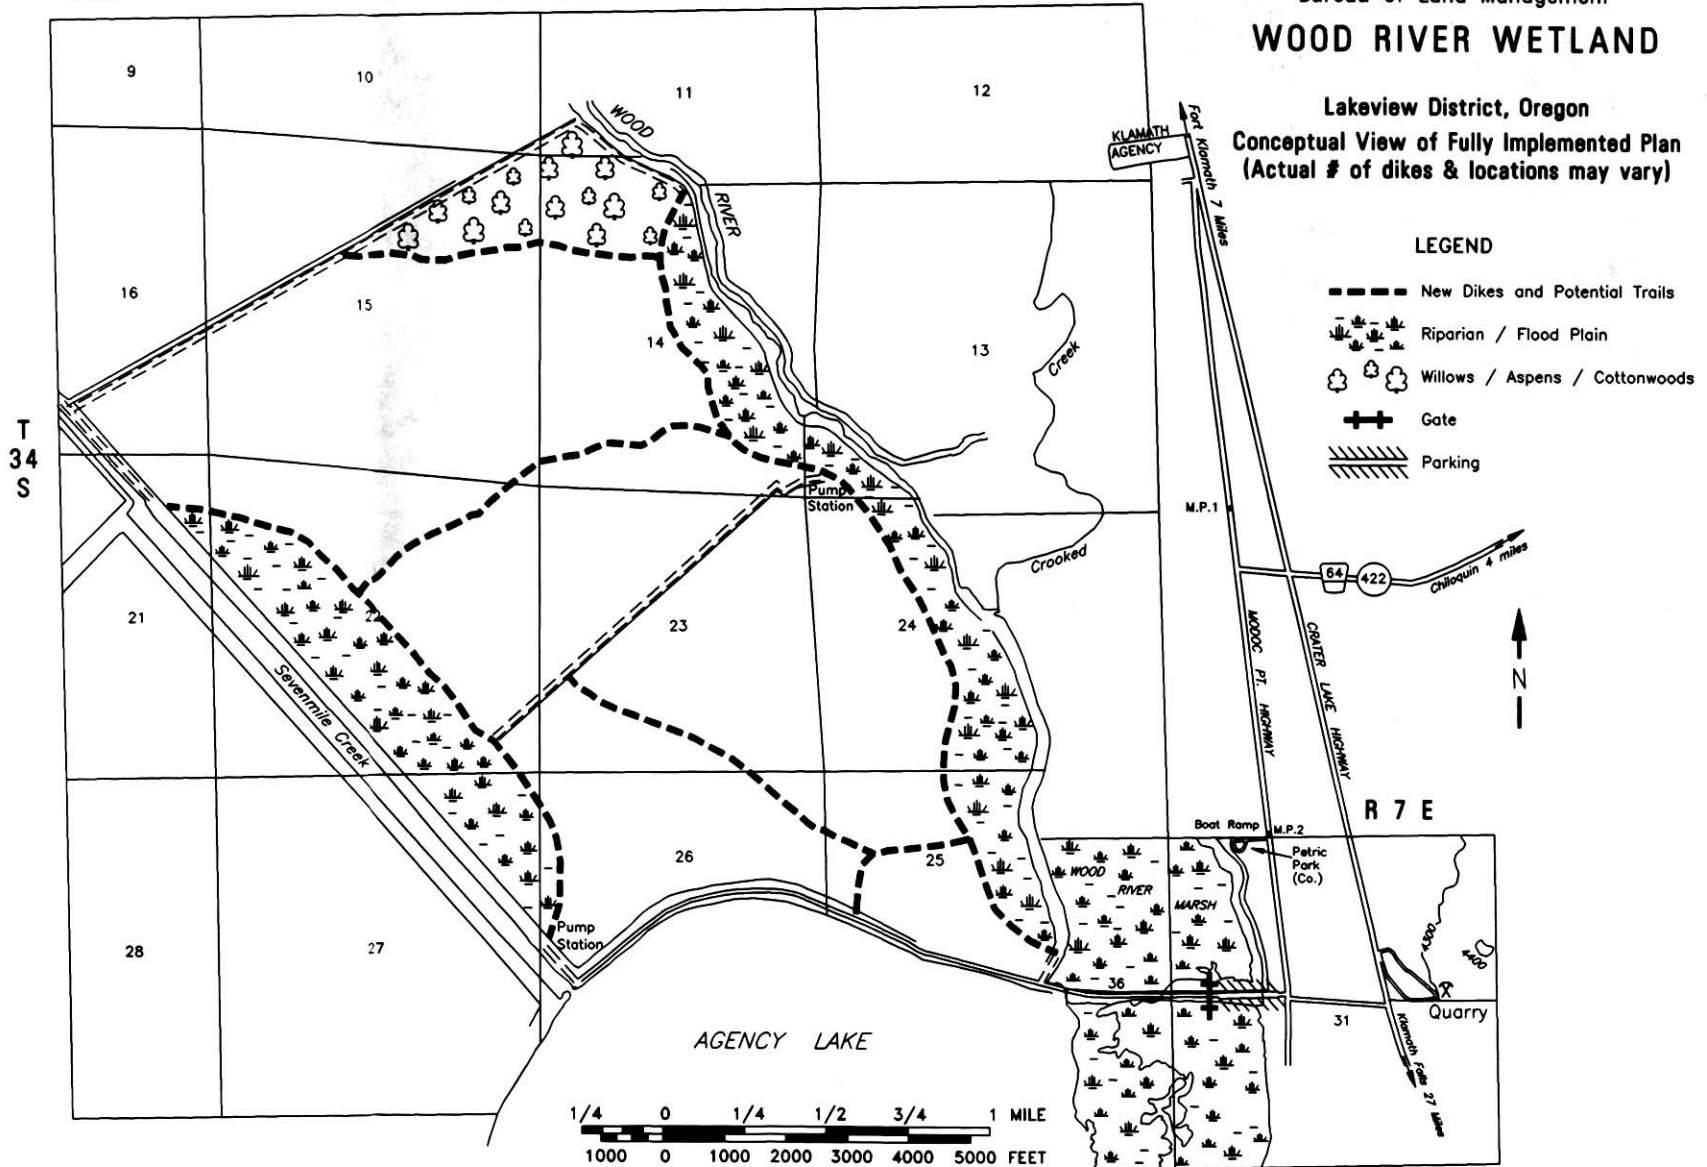 WOOD RIVER WETLAND
Lakeview District, Oregon
Conceptual View of Fully Implemented Plan
(Actual # of dikes & locations may vary)
LEGEND
New Dikes and Potential Trails
Riparian / Flood Plain
Willows / Aspens / Cottonwoods
Gate
Parking
9
10
11
12
WOOD
RIVER
KLAMATH
AGENCY
Fort Klamath 7 Miles
16
15
14
13
Creek
T
34
S
Pump
Station
M.P.1
Crooked
64
422
Chiloquin 4 miles
21
22
23
24
Sevenmile Creek
MODOC PT. HIGHWAY
CRATER LAKE HIGHWAY
N
R 7 E
Boat Ramp
M.P.2
Petric
Park
(Co.)
26
25
WOOD
RIVER
MARSH
28
27
Pump
Station
36
31
4300
4400
Quarry
AGENCY LAKE
Klamath Falls 27 Miles
1/4 0 1/4 1/2 3/4 1 MILE
1000 0 1000 2000 3000 4000 5000 FEET